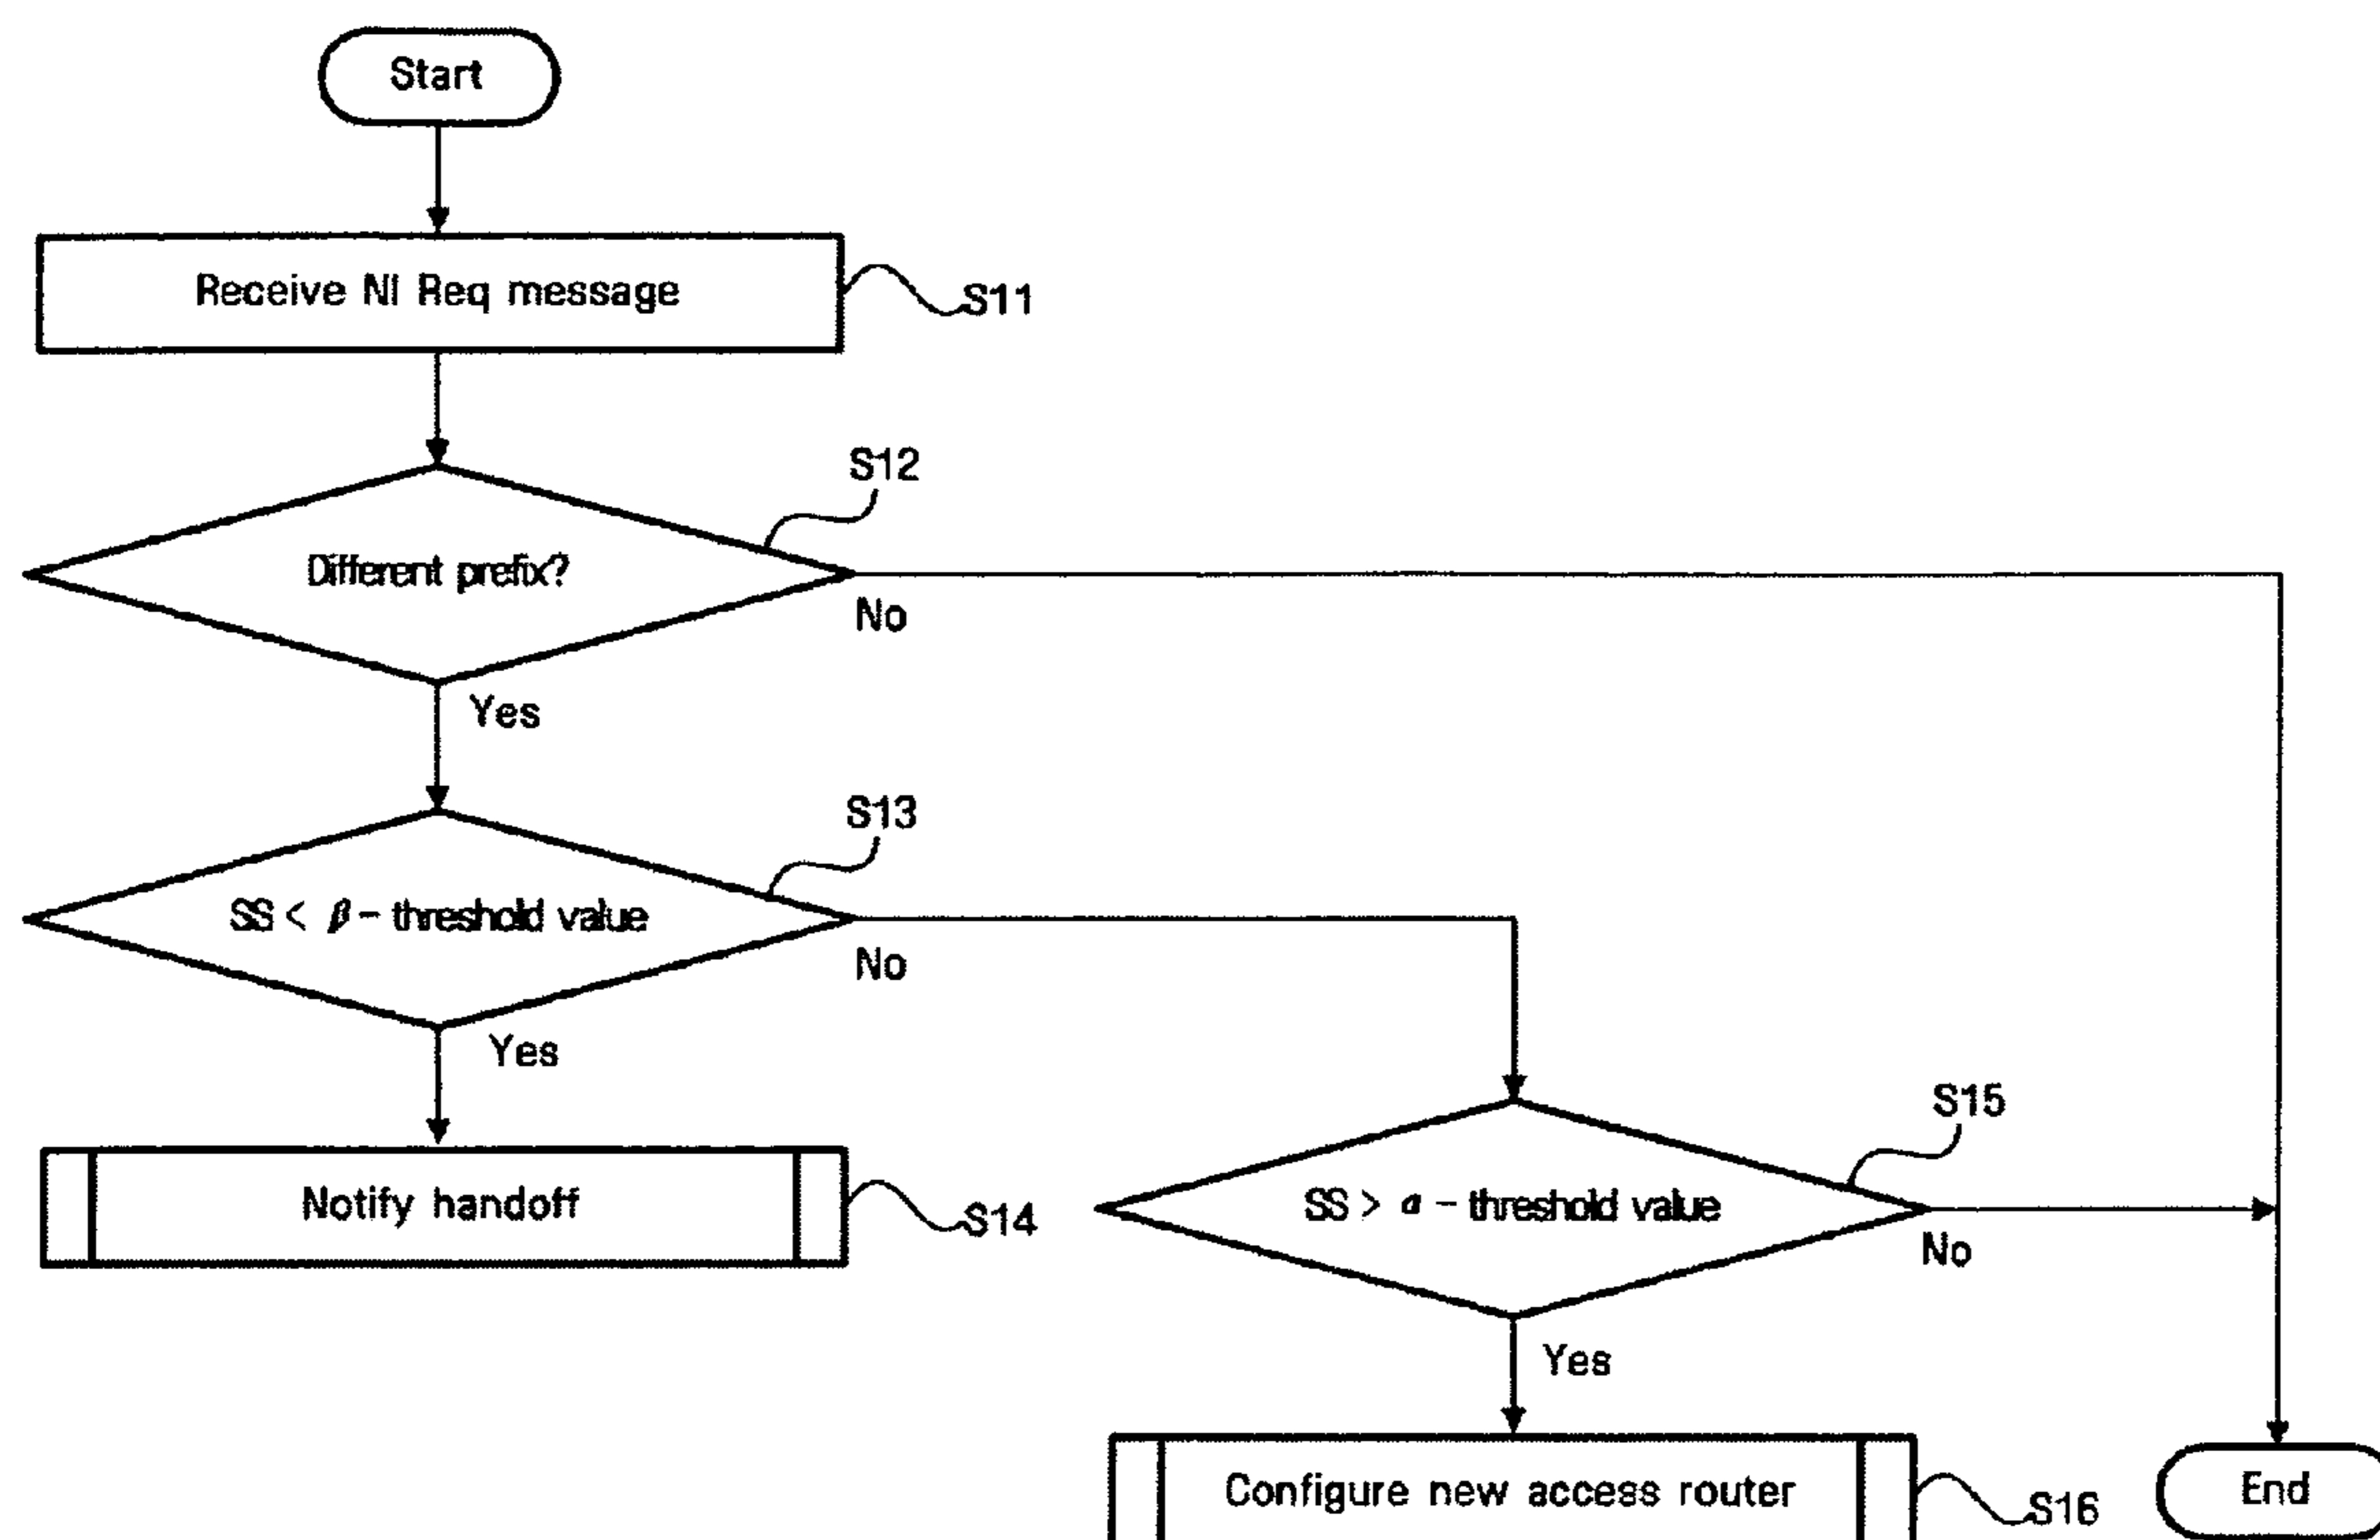 Start
Receive NI Req message
S11
S12
Different prefix?
No
Yes
S13
SS < β - threshold value
No
Yes
S15
Notify handoff
S14
SS > α - threshold value
No
Yes
Configure new access router
S16
End